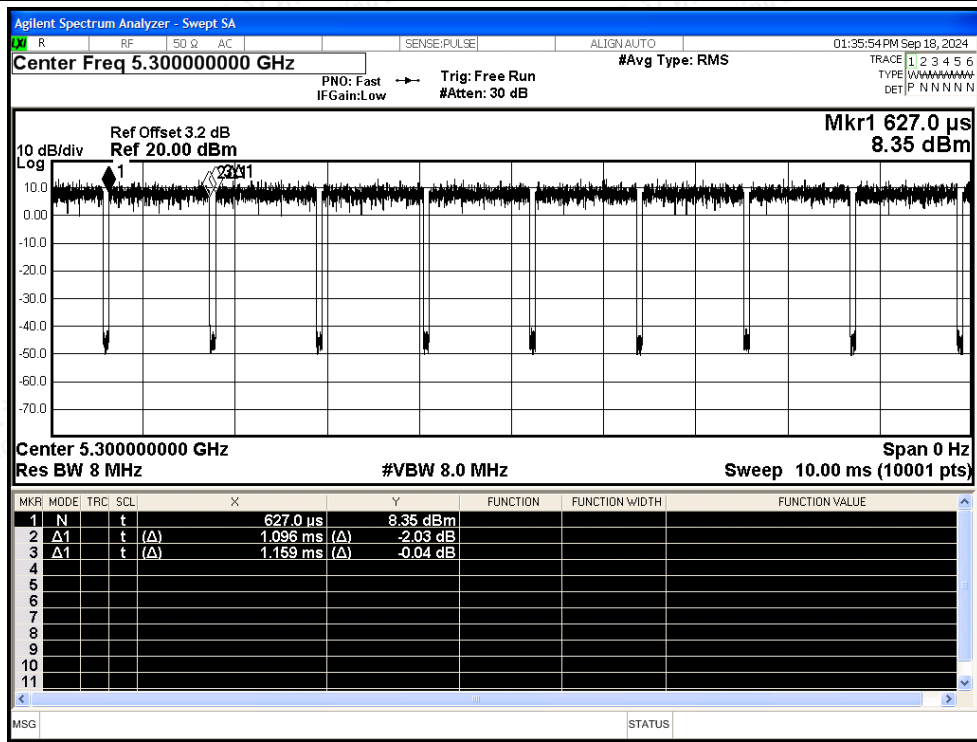 Agilent Spectrum Analyzer - Swept SA
LXI R RF 50 Ω AC SENSE:PULSE ALIGN AUTO 01:35:54 PM Sep 18, 2024
Center Freq 5.300000000 GHz #Avg Type: RMS TRACE 1 2 3 4 5 6
PNO: Fast Trig: Free Run TYPE
IFGain:Low #Atten: 30 dB DET P N N N N N
Mkr1 627.0 µs
Ref Offset 3.2 dB
10 dB/div Ref 20.00 dBm 8.35 dBm
Log
1
10.0
0.00
-10.0
-20.0
-30.0
-40.0
-50.0
-60.0
-70.0
Center 5.300000000 GHz Span 0 Hz
Res BW 8 MHz #VBW 8.0 MHz Sweep 10.00 ms (10001 pts)
MKR MODE TRC SCL X Y FUNCTION FUNCTION WIDTH FUNCTION VALUE
1 N t 627.0 µs 8.35 dBm
2 Δ1 t (Δ) 1.096 ms (Δ) -2.03 dB
3 Δ1 t (Δ) 1.159 ms (Δ) -0.04 dB
4
5
6
7
8
9
10
11
MSG STATUS